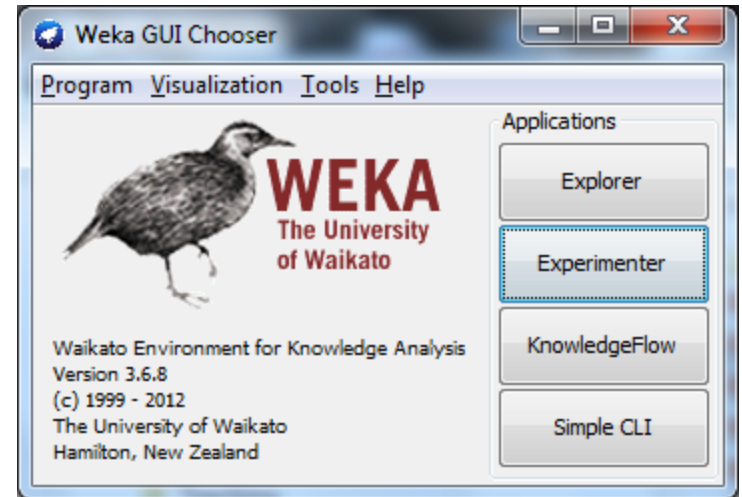 Weka GUI Chooser
Program Visualization Tools Help
WEKA
The University
of Waikato
Waikato Environment for Knowledge Analysis
Version 3.6.8
(c) 1999 - 2012
The University of Waikato
Hamilton, New Zealand
Applications
Explorer
Experimenter
KnowledgeFlow
Simple CLI